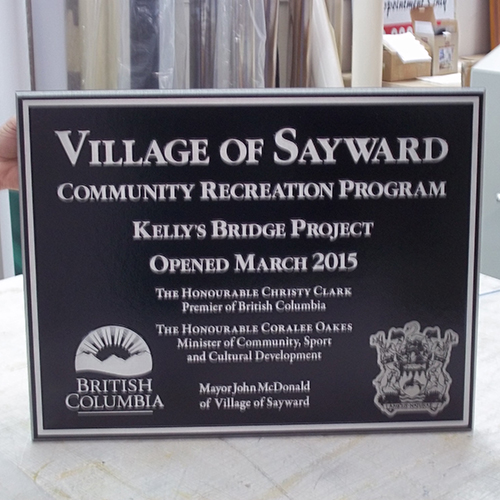 Appointment Only
VILLAGE OF SAYWARD
COMMUNITY RECREATION PROGRAM
KELLY'S BRIDGE PROJECT
OPENED MARCH 2015
THE HONOURABLE CHRISTY CLARK
Premier of British Columbia
THE HONOURABLE CORALEE OAKES
Minister of Community, Sport
and Cultural Development
BRITISH
COLUMBIA
Mayor John McDonald
of Village of Sayward